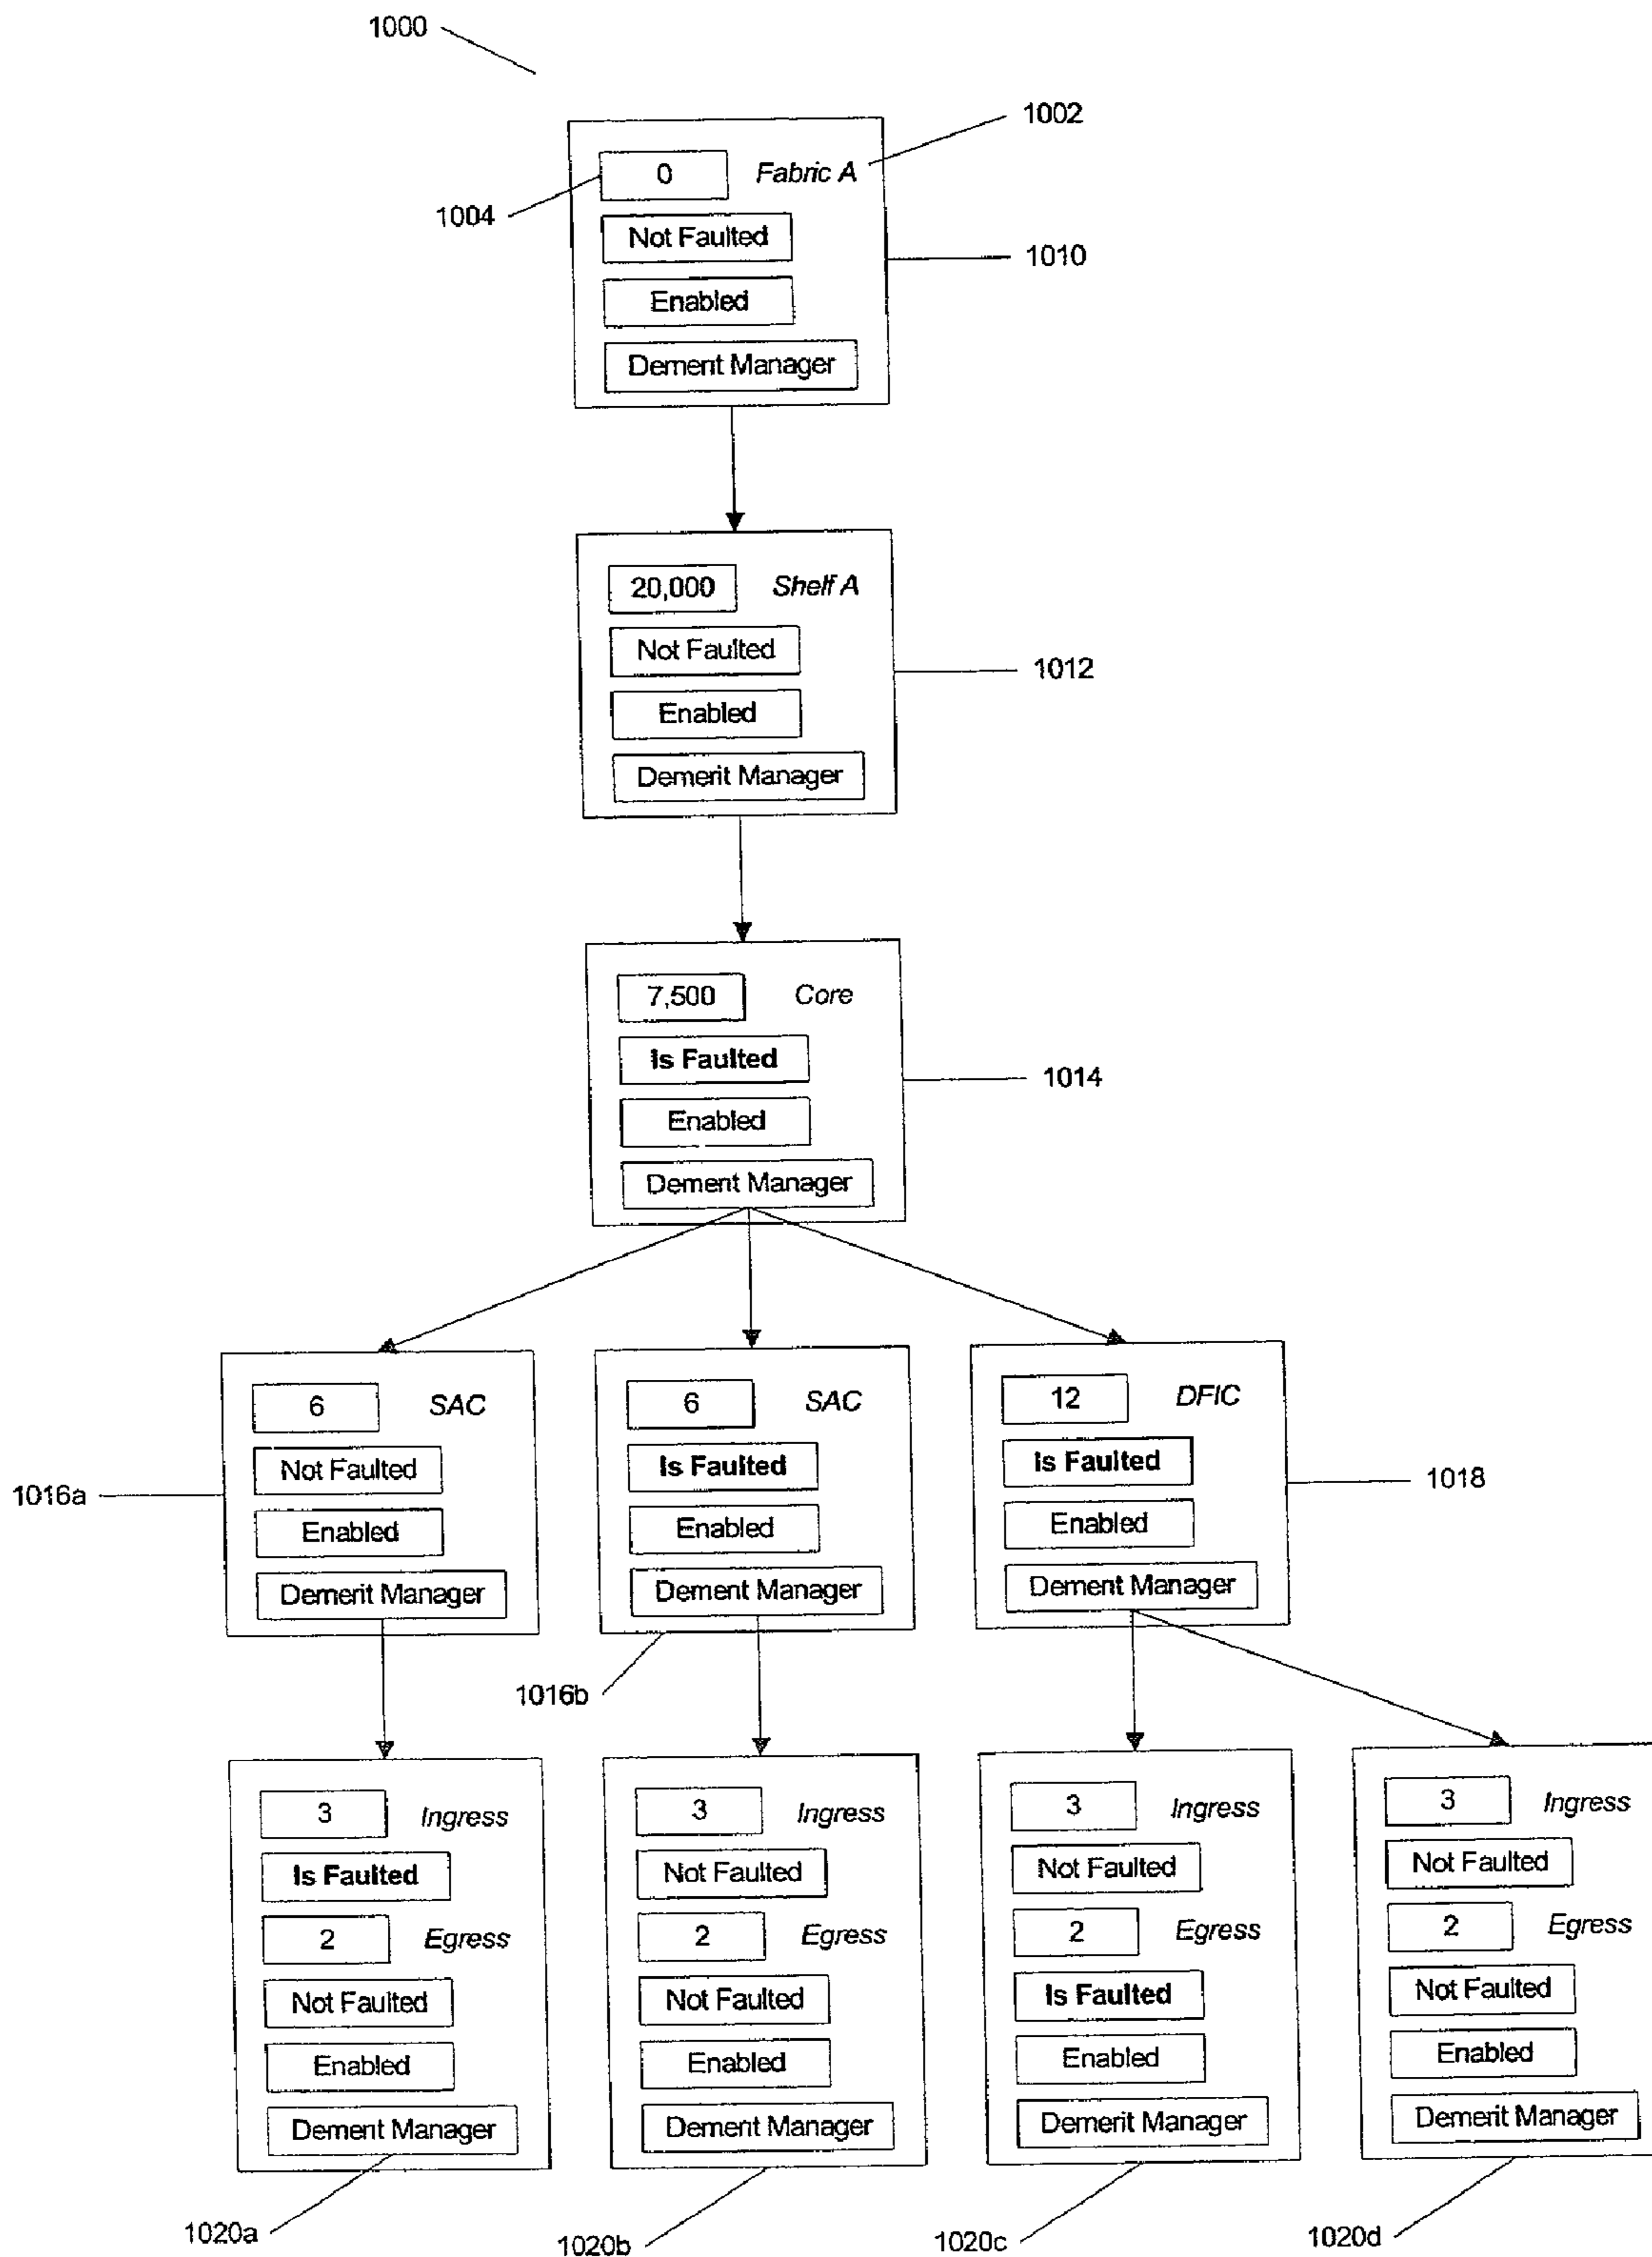 1000
1002
0 Fabric A
1004
Not Faulted
1010
Enabled
Dement Manager
20,000 Shelf A
Not Faulted
1012
Enabled
Demerit Manager
7,500 Core
Is Faulted
1014
Enabled
Dement Manager
6 SAC
Not Faulted
1016a
Enabled
Demerit Manager
6 SAC
Is Faulted
Enabled
Dement Manager
1016b
12 DFIC
Is Faulted
1018
Enabled
Dement Manager
3 Ingress
Is Faulted
2 Egress
Not Faulted
Enabled
Dement Manager
1020a
3 Ingress
Not Faulted
2 Egress
Not Faulted
Enabled
Dement Manager
1020b
3 Ingress
Not Faulted
2 Egress
Is Faulted
Enabled
Demerit Manager
1020c
3 Ingress
Not Faulted
2 Egress
Not Faulted
Enabled
Demerit Manager
1020d